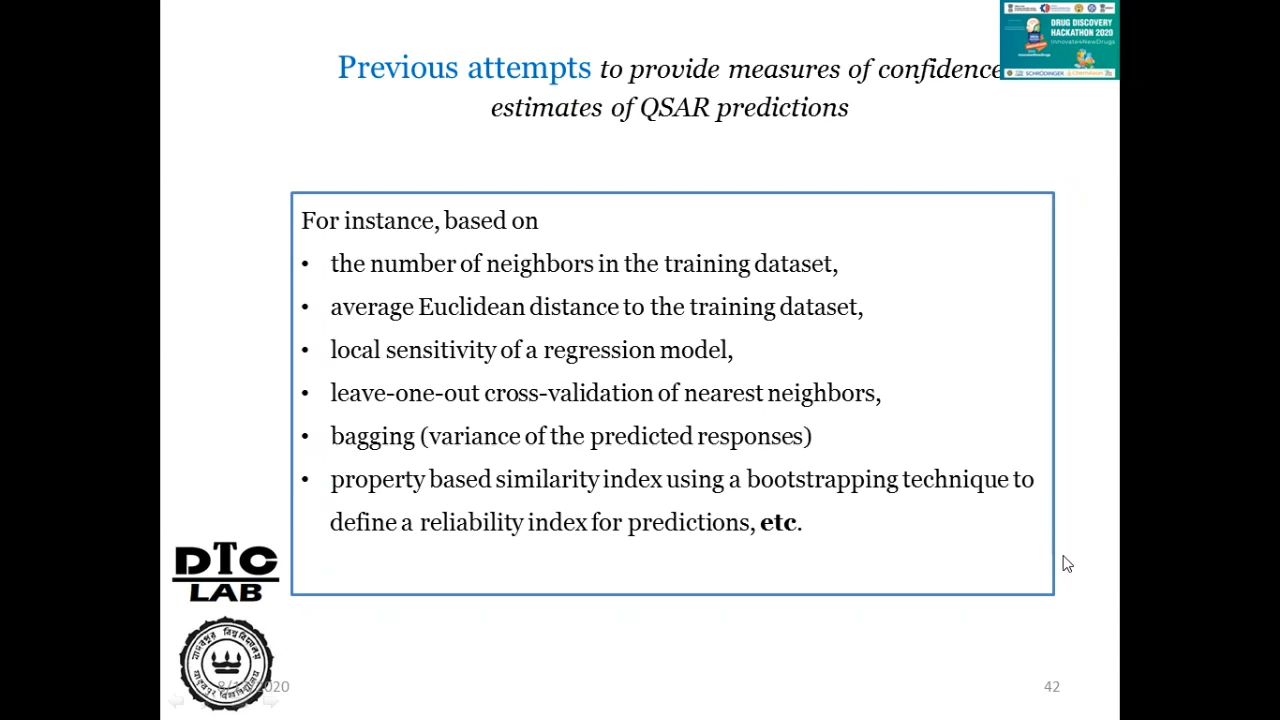 DRUG DISCOVERY
HACKATHON 2020
SCHRÖDINGER
Previous attempts to provide measures of confidence
estimates of QSAR predictions
For instance, based on
• the number of neighbors in the training dataset,
• average Euclidean distance to the training dataset,
• local sensitivity of a regression model,
• leave-one-out cross-validation of nearest neighbors,
• bagging (variance of the predicted responses)
• property based similarity index using a bootstrapping technique to
define a reliability index for predictions, etc.
DTC
LAB
42